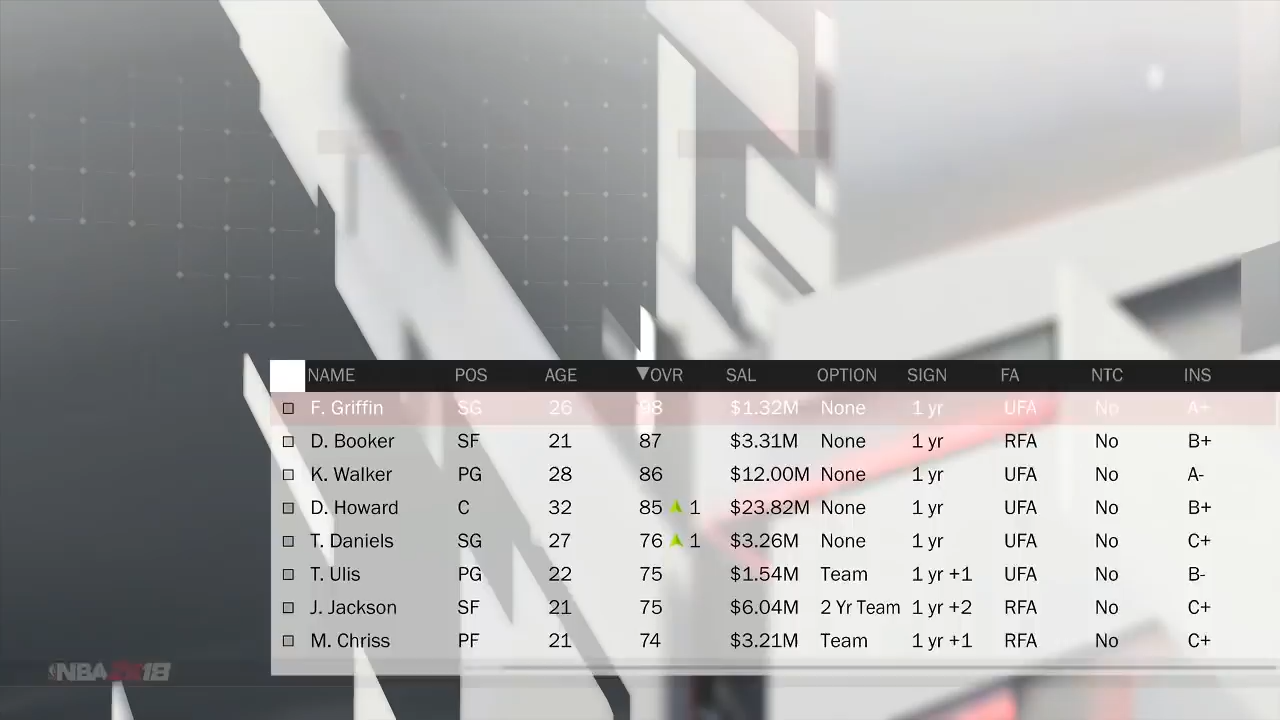 NAME POS AGE ▼OVR SAL OPTION SIGN FA NTC INS
F. Griffin SG 26 98 $1.32M None 1 yr UFA No A+
D. Booker SF 21 87 $3.31M None 1 yr RFA No B+
K. Walker PG 28 86 $12.00M None 1 yr UFA No A-
D. Howard C 32 85 ▲ 1 $23.82M None 1 yr UFA No B+
T. Daniels SG 27 76 ▲ 1 $3.26M None 1 yr UFA No C+
T. Ulis PG 22 75 $1.54M Team 1 yr +1 UFA No B-
J. Jackson SF 21 75 $6.04M 2 Yr Team 1 yr +2 RFA No C+
M. Chriss PF 21 74 $3.21M Team 1 yr +1 RFA No C+
NBA 2K18